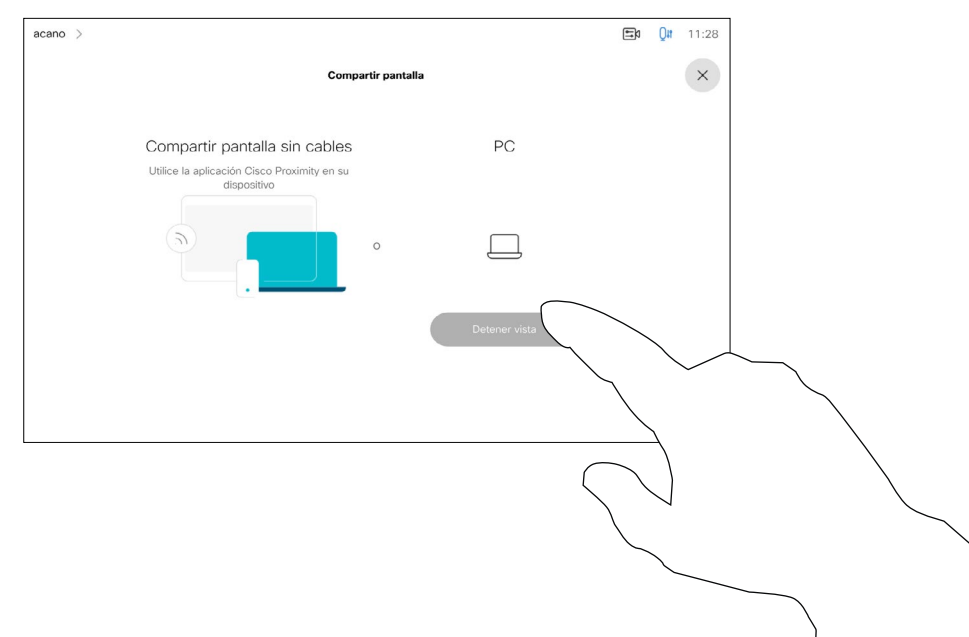 acano
11:28
Compartir pantalla
Compartir pantalla sin cables
Utilice la aplicación Cisco Proximity en su
dispositivo
o
PC
Detener vista